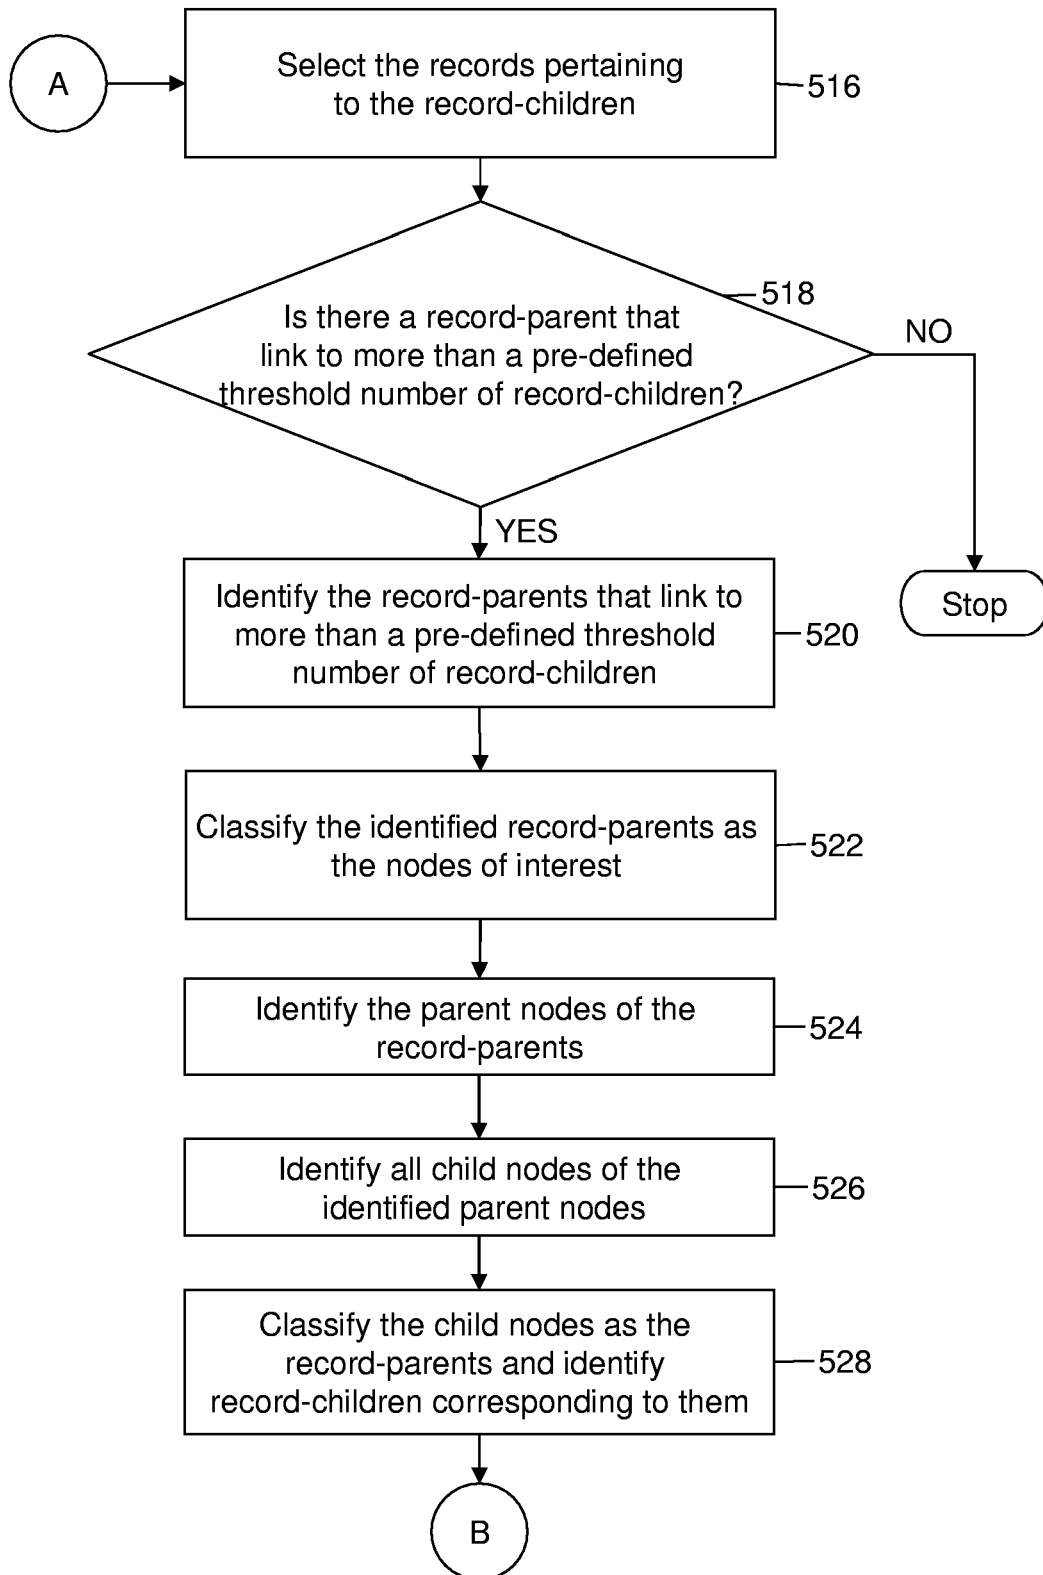 A
Select the records pertaining
to the record-children
516
518
Is there a record-parent that
link to more than a pre-defined
threshold number of record-children?
NO
YES
Stop
Identify the record-parents that link to
more than a pre-defined threshold
number of record-children
520
Classify the identified record-parents as
the nodes of interest
522
Identify the parent nodes of the
record-parents
524
Identify all child nodes of the
identified parent nodes
526
Classify the child nodes as the
record-parents and identify
record-children corresponding to them
528
B